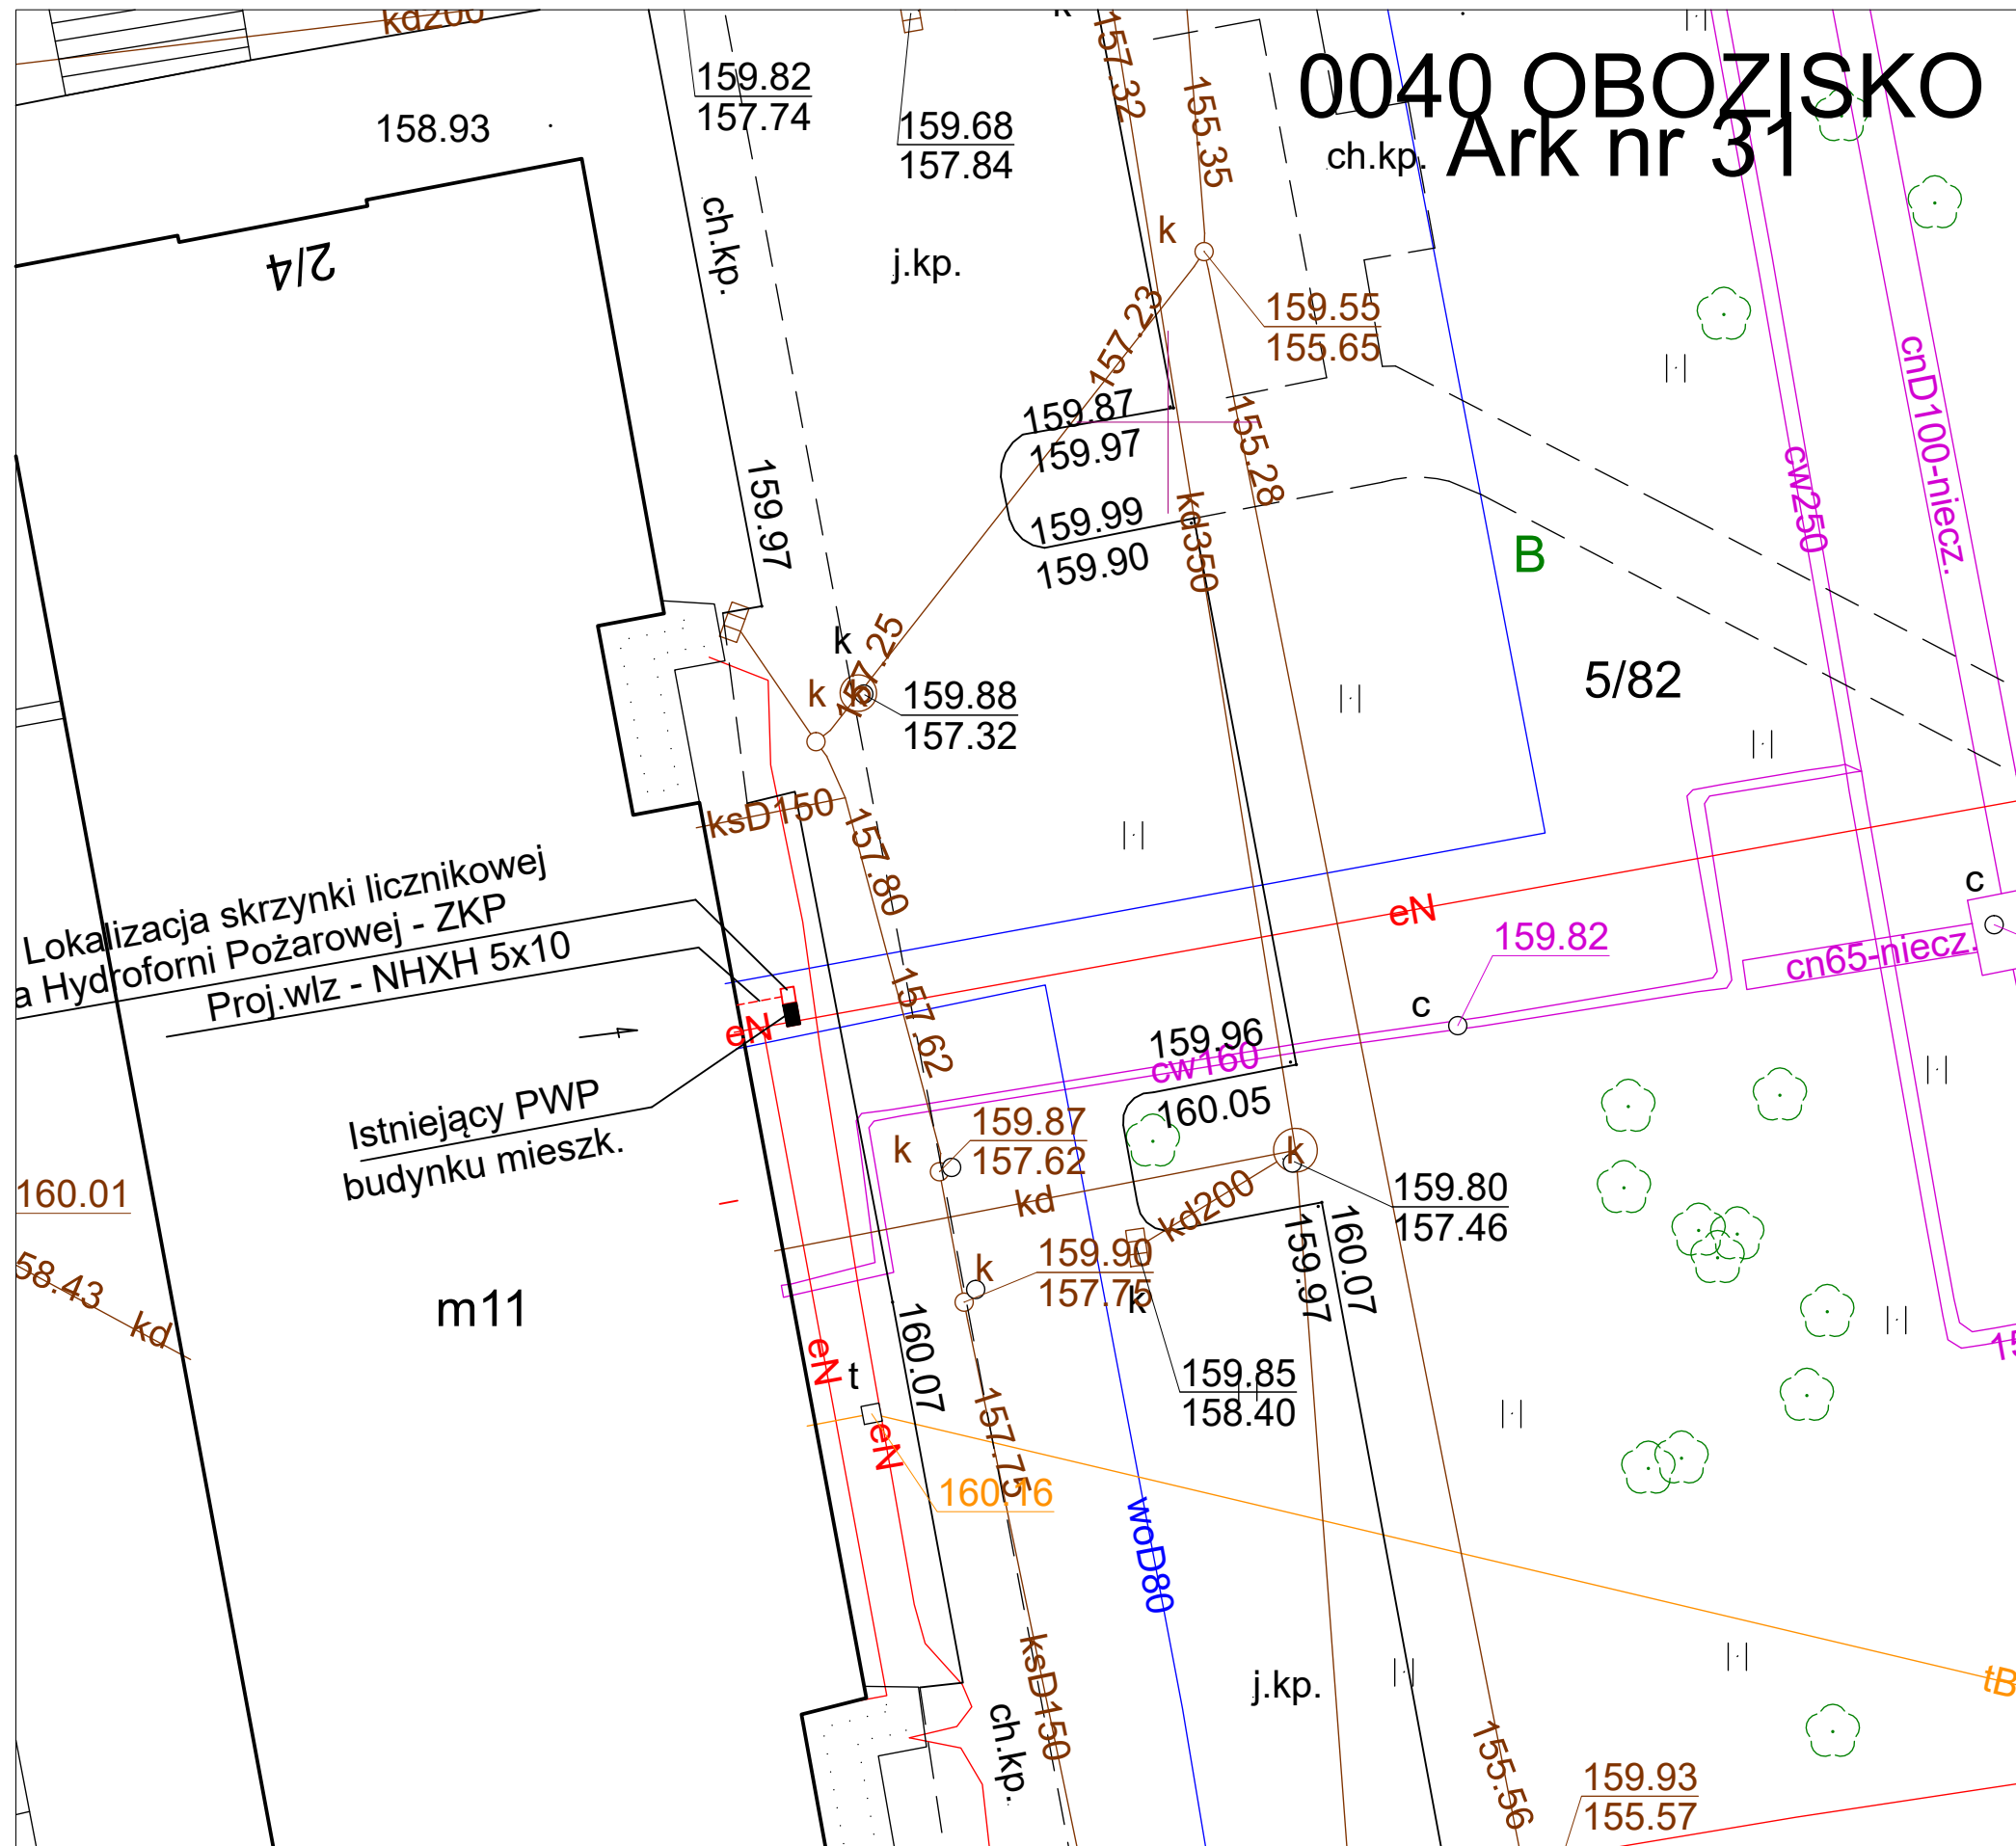 kd200
0040 OBOZISKO
Ark nr 31
159.82
157.74
159.68
157.84
158.93
157.32
155.35
ch.kp.
ch.kp.
k
j.kp.
2/4
159.55
155.65
157.23
159.87
159.97
155.28
cnD100-niecz.
cw250
159.97
159.99
159.90
kd350
B
k
157.25
k
k
159.88
157.32
5/82
ksD150
157.80
Lokalizacja skrzynki licznikowej
a Hydroforni Pożarowej - ZKP
Proj.wlz - NHXH 5x10
c
eN
159.82
cn65-niecz.
157.62
eN
c
159.96
cw160
160.05
Istniejący PWP
budynku mieszk.
159.87
157.62
k
k
kd
kd200
159.80
157.46
160.01
58.43
kd
m11
159.90
157.75
k
k
159.97
160.07
160.07
eN
t
159.85
158.40
eN
157.75
160.16
woD80
ksD150
j.kp.
ch.kp.
tB
155.56
159.93
155.57